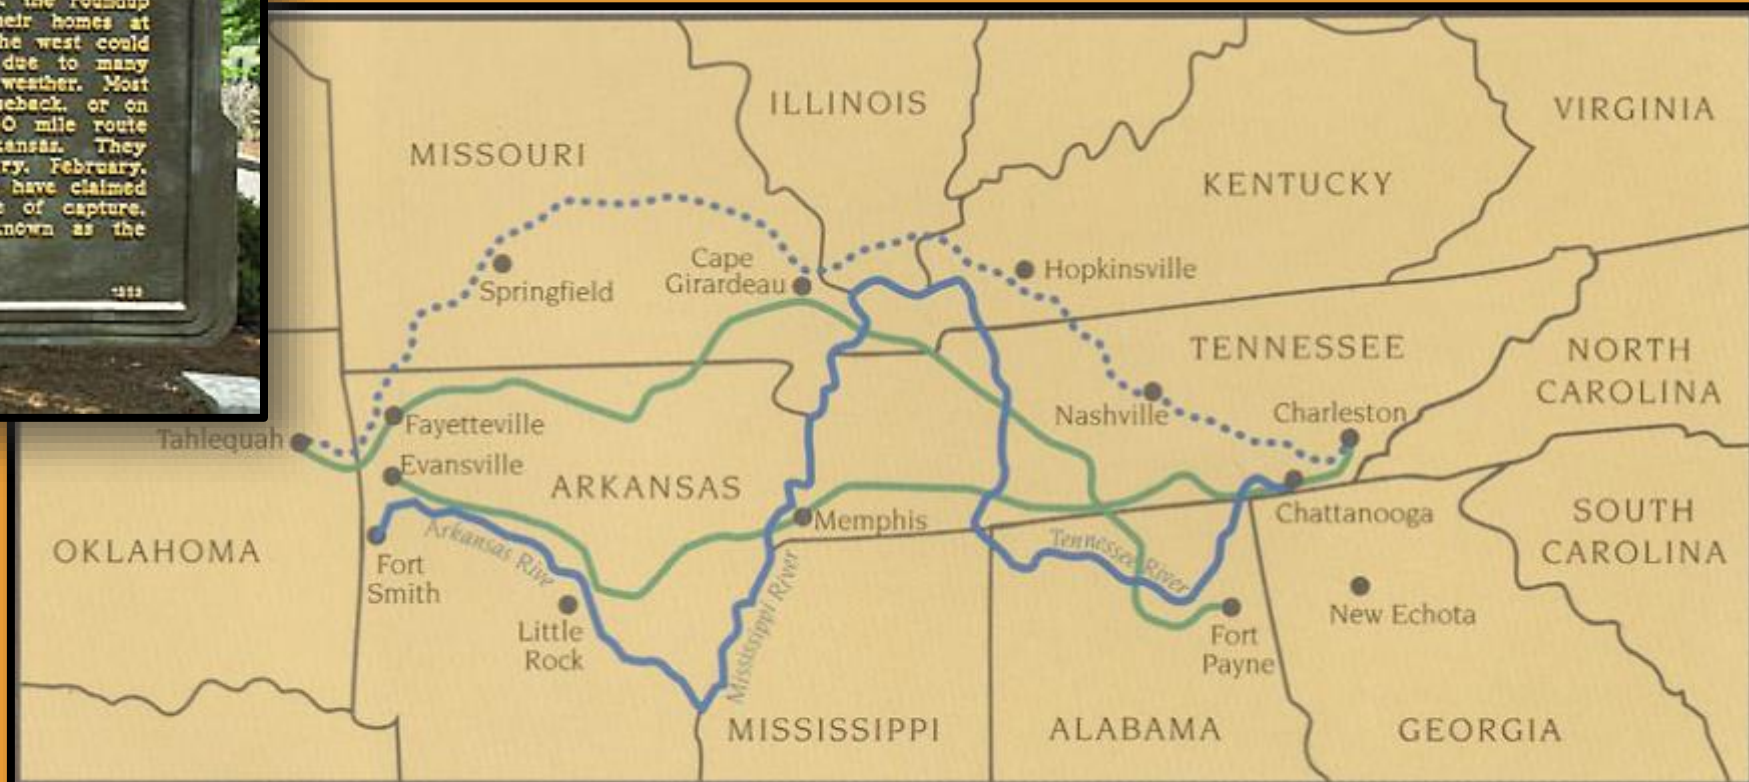 the roundup
their homes at
the west could
due to many
weather. Most
or on
mile route
They
February,
have claimed
of capture.
known as the
ILLINOIS
VIRGINIA
MISSOURI
KENTUCKY
Cape
Girardeau
Hopkinsville
Springfield
TENNESSEE
NORTH
CAROLINA
Nashville
Charleston
Fayetteville
Tahlequah
Evansville
ARKANSAS
Memphis
Chattanooga
SOUTH
CAROLINA
OKLAHOMA
Arkansas Rive
Tennessee River
Fort
Smith
New Echota
Little
Rock
Mississippi River
Fort
Payne
MISSISSIPPI
ALABAMA
GEORGIA